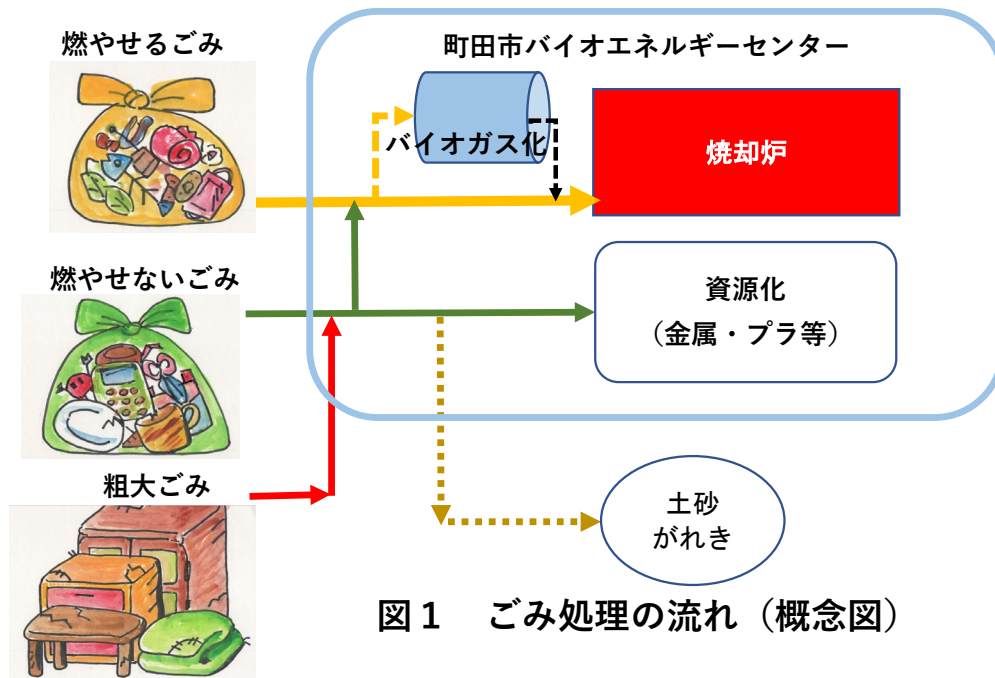 燃やせるごみ
町田市バイオエネルギーセンター
バイオガス化
焼却炉
燃やせないごみ
資源化
（金属・プラ等）
粗大ごみ
土砂
がれき
図１　ごみ処理の流れ（概念図）